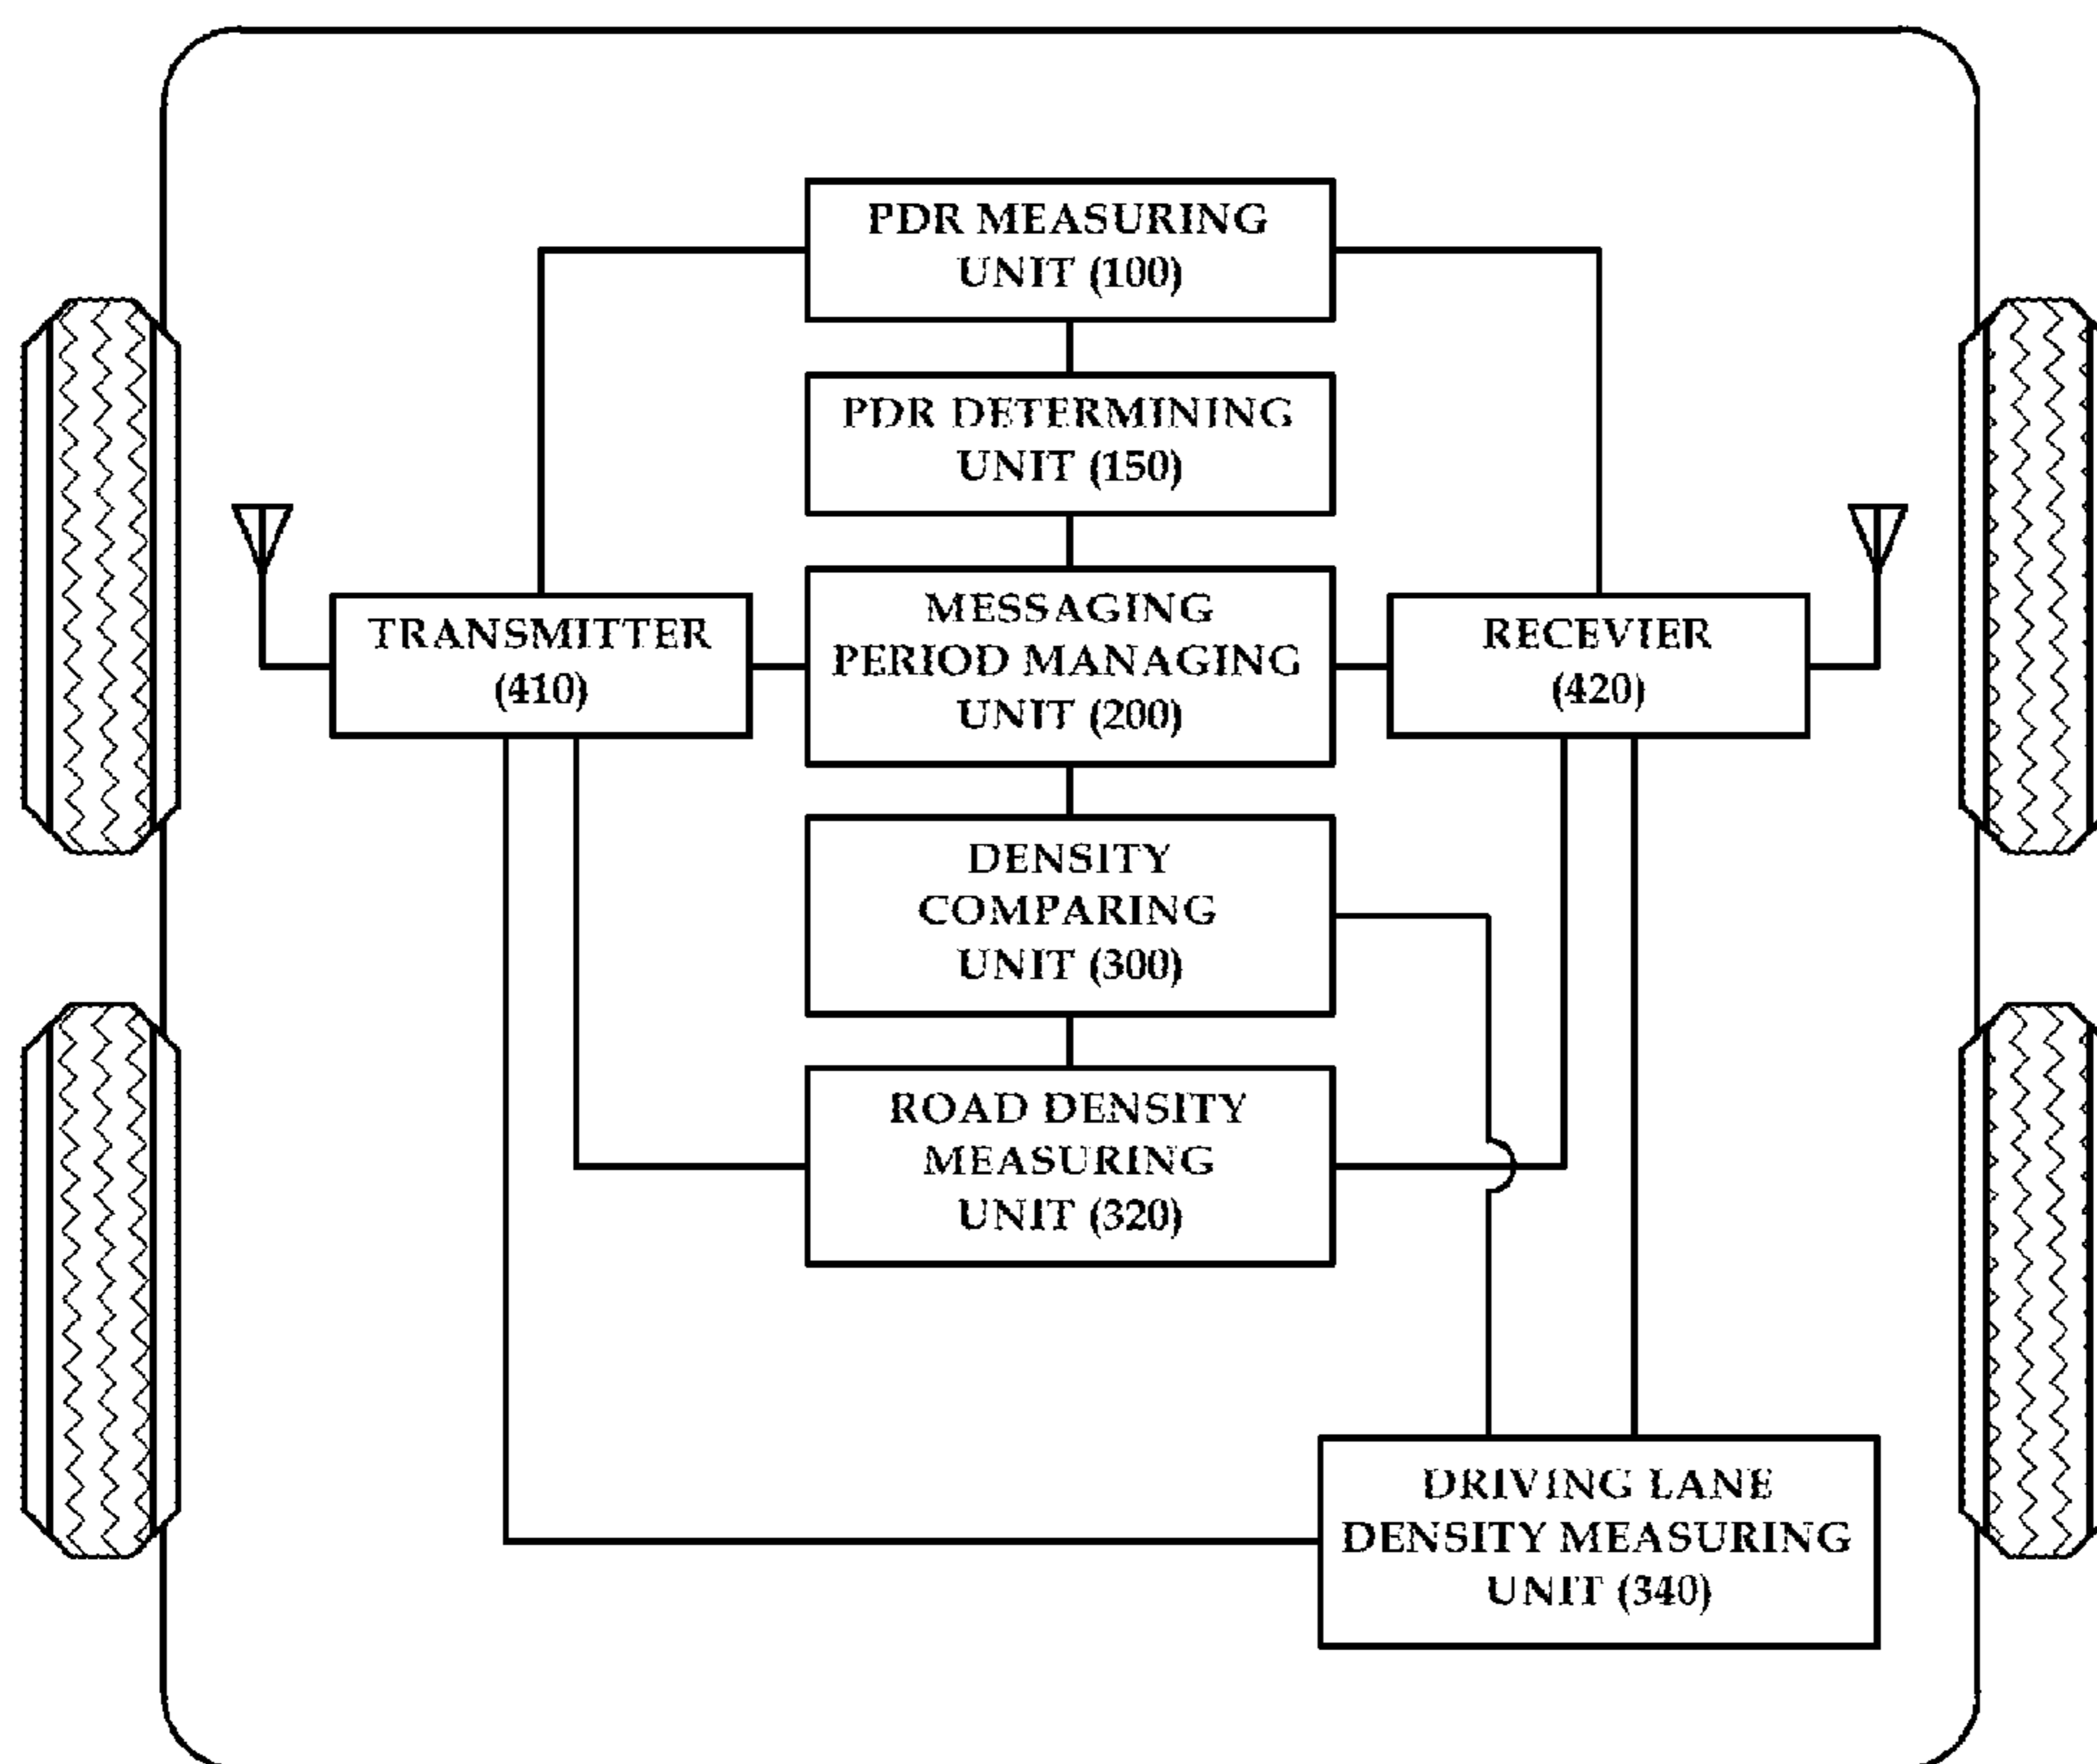 PDR MEASURING
UNIT (100)
PDR DETERMINING
UNIT (150)
MESSAGING
PERIOD MANAGING
UNIT (200)
TRANSMITTER
(410)
RECEVIER
(420)
DENSITY
COMPARING
UNIT (300)
ROAD DENSITY
MEASURING
UNIT (320)
DRIVING LANE
DENSITY MEASURING
UNIT (340)